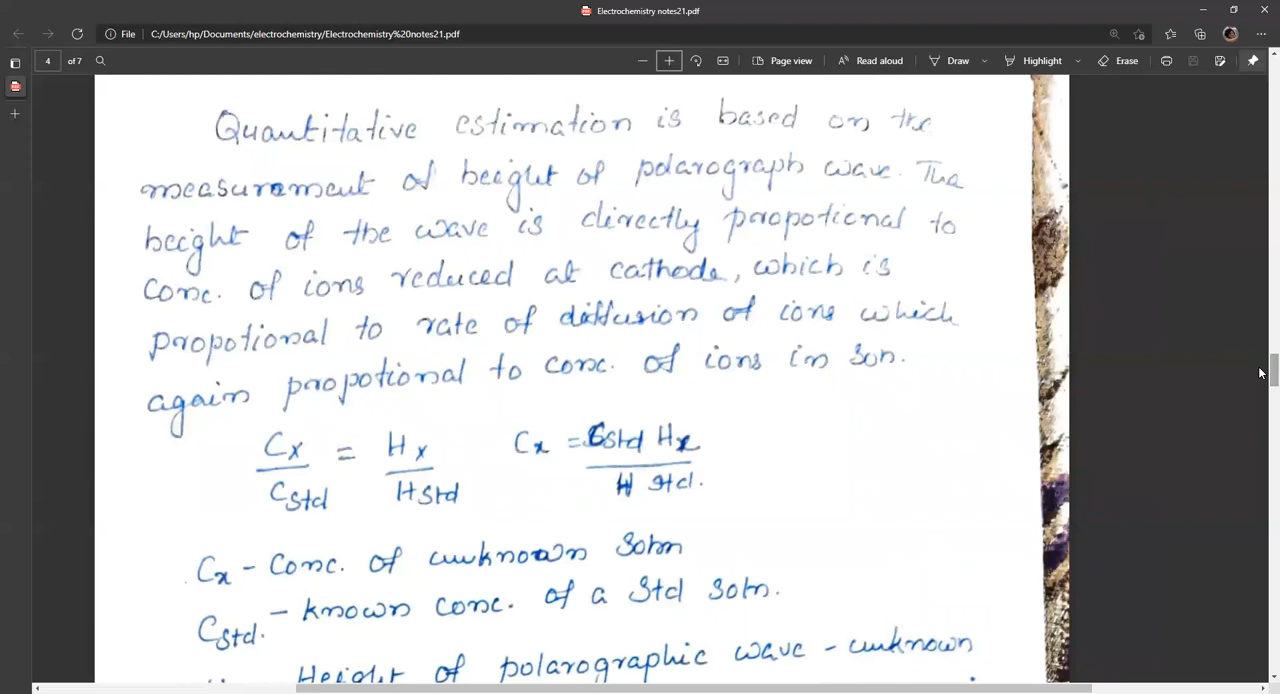 Electrochemistry notes21.pdf
File C:/Users/hp/Documents/electrochemistry/Electrochemistry%20notes21.pdf
4 of 7 Page view Read aloud Draw Highlight Erase
Quantitative estimation is based on the
measurement of height of polarograph wave. The
height of the wave is directly propotional to
conc. of ions reduced at cathode, which is
propotional to rate of diffusion of ions which
again propotional to conc. of ions in son.
Cx / CStd = Hx / HStd Cx = CStd Hx / H Std.
Cx - Conc. of unknown Sotn
CStd. - known conc. of a Std Sotn.
Height of polarographic wave - unknown